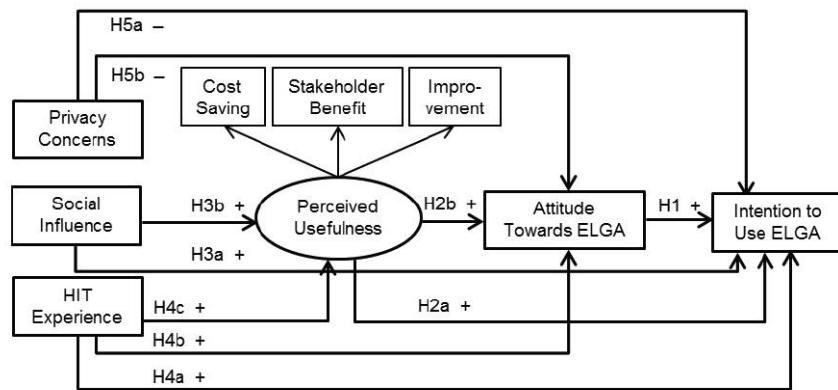 H5a –
H5b –
Cost
Saving
Stakeholder
Benefit
Impro-
vement
Privacy
Concerns
Social
Influence
H3b +
Perceived
Usefulness
H2b +
Attitude
Towards ELGA
H1 +
Intention to
Use ELGA
H3a +
HIT
Experience
H4c +
H2a +
H4b +
H4a +